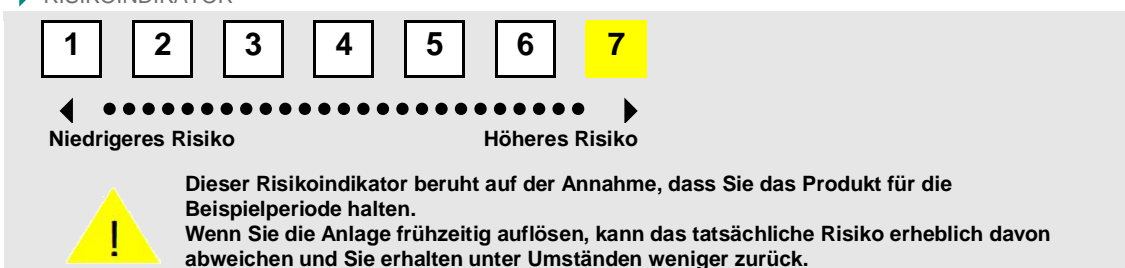 RISIKOINDIKATOR
1 2 3 4 5 6 7
Niedrigeres Risiko Höheres Risiko
Dieser Risikoindikator beruht auf der Annahme, dass Sie das Produkt für die
Beispielperiode halten.
! Wenn Sie die Anlage frühzeitig auflösen, kann das tatsächliche Risiko erheblich davon
abweichen und Sie erhalten unter Umständen weniger zurück.